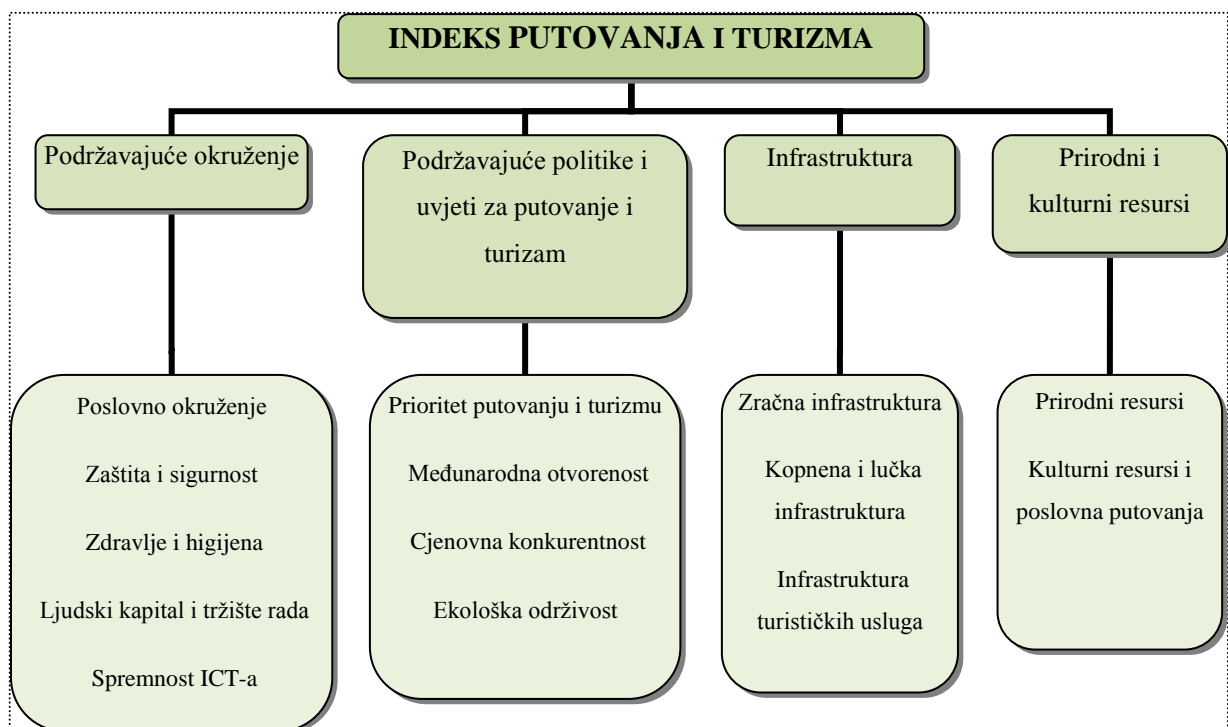 INDEKS PUTOVANJA I TURIZMA
Podržavajuće okruženje
Podržavajuće politike i
uvjeti za putovanje i
turizam
Infrastruktura
Prirodni i
kulturni resursi
Poslovno okruženje
Zaštita i sigurnost
Zdravlje i higijena
Ljudski kapital i tržište rada
Spremnost ICT-a
Prioritet putovanju i turizmu
Međunarodna otvorenost
Cjenovna konkurentnost
Ekološka održivost
Zračna infrastruktura
Kopnena i lučka
infrastruktura
Infrastruktura
turističkih usluga
Prirodni resursi
Kulturni resursi i
poslovna putovanja